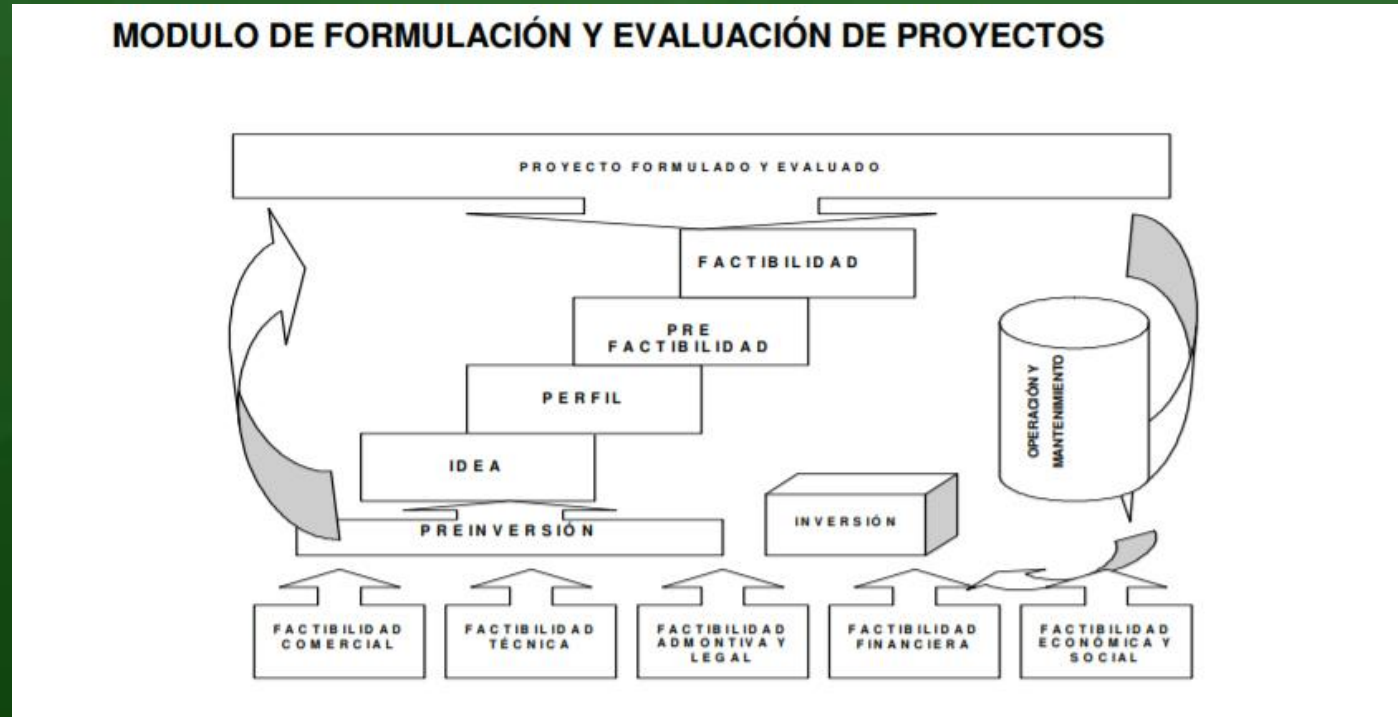 MODULO DE FORMULACIÓN Y EVALUACIÓN DE PROYECTOS
PROYECTO FORMULADO Y EVALUADO
FACTIBILIDAD
PRE
FACTIBILIDAD
PERFIL
IDEA
PREINVERSIÓN
INVERSIÓN
OPERACIÓN Y
MANTENIMIENTO
FACTIBILIDAD
COMERCIAL
FACTIBILIDAD
TÉCNICA
FACTIBILIDAD
ADMONTIVA Y
LEGAL
FACTIBILIDAD
FINANCIERA
FACTIBILIDAD
ECONÓMICA Y
SOCIAL